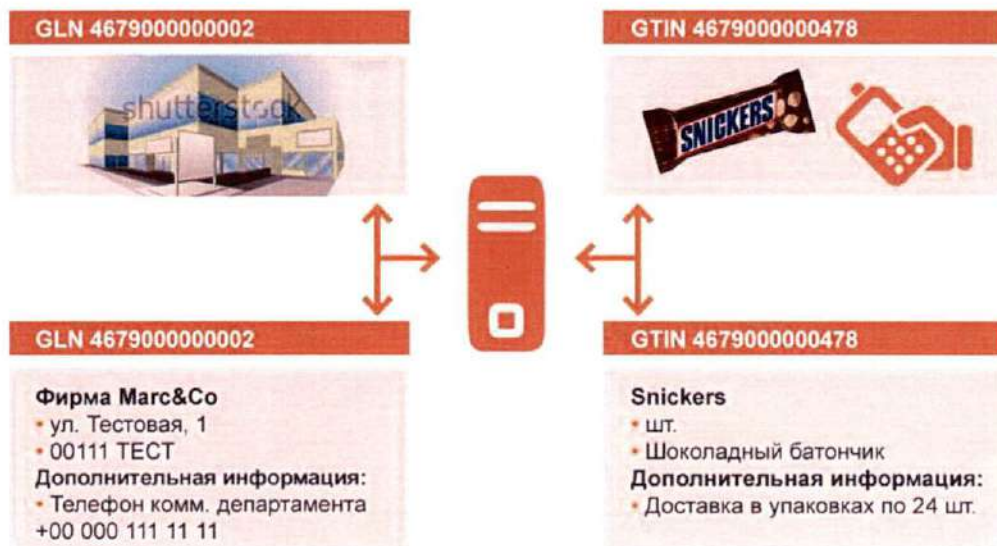 GLN 4679000000002
GTIN 4679000000478
shutterstock
SNICKERS
GLN 4679000000002
GTIN 4679000000478
Фирма Marc&Co
• ул. Тестовая, 1
• 00111 ТЕСТ
Дополнительная информация:
• Телефон комм. департамента
+00 000 111 11 11
Snickers
• шт.
• Шоколадный батончик
Дополнительная информация:
• Доставка в упаковках по 24 шт.